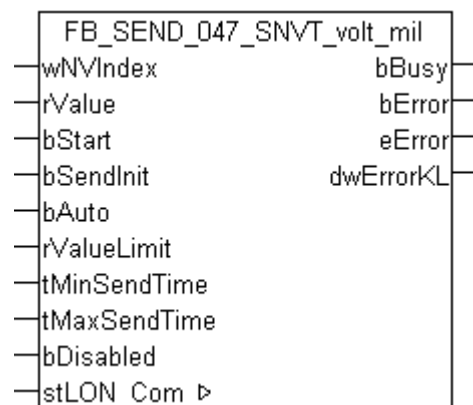 FB_SEND_047_SNVT_volt_mil
wNVIndex bBusy
rValue bError
bStart eError
bSendInit dwErrorKL
bAuto
rValueLimit
tMinSendTime
tMaxSendTime
bDisabled
stLON_Com ▷